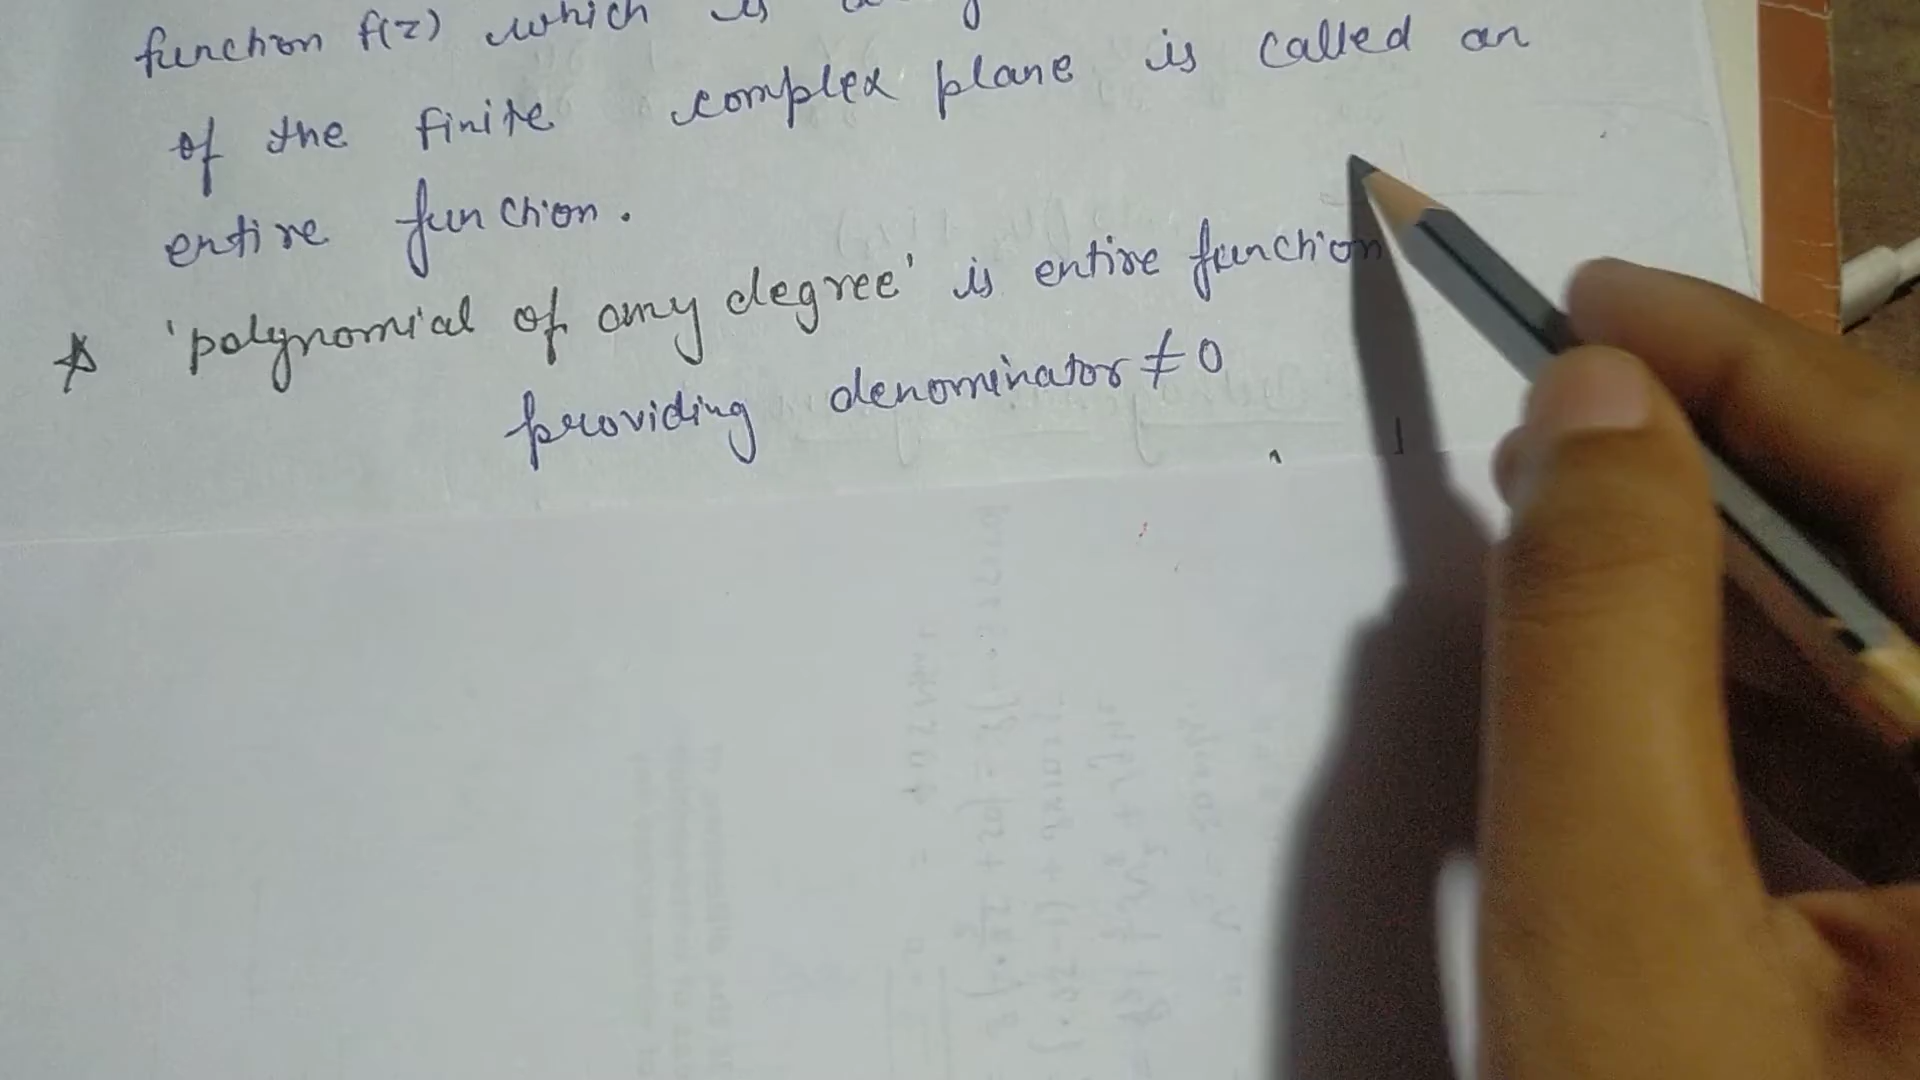 function f(z) which is
of the finite complex plane is called an
entire function.
☆ 'polynomial of any degree' is entire function
providing denominator ≠ 0